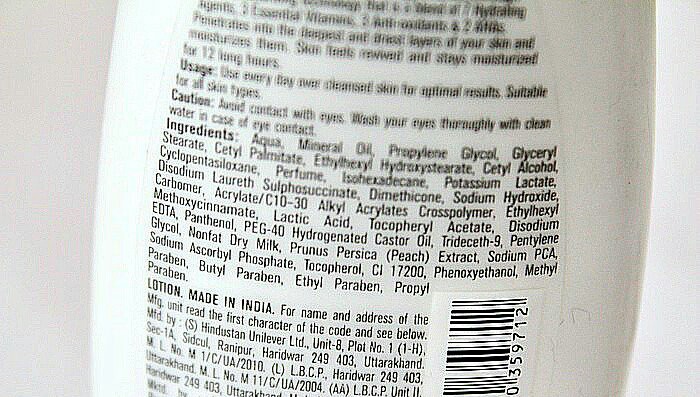 technology that is a blend of 7 Hydrating
Agents, 3 Essential Vitamins, 3 Anti-oxidants & 2 AHAs.
Penetrates into the deepest and driest layers of your skin and
moisturizes them. Skin feels revived and stays moisturized
for 12 long hours.
Usage: Use every day over cleansed skin for optimal results. Suitable
for all skin types.
Caution: Avoid contact with eyes. Wash your eyes thoroughly with clean
water in case of eye contact.
Ingredients: Aqua, Mineral Oil, Propylene Glycol, Glyceryl
Stearate, Cetyl Palmitate, Ethylhexyl Hydroxystearate, Cetyl Alcohol,
Cyclopentasiloxane, Perfume, Isohexadecane, Potassium Lactate,
Disodium Laureth Sulphosuccinate, Dimethicone, Sodium Hydroxide,
Carbomer, Acrylate/C10-30 Alkyl Acrylates Crosspolymer, Ethylhexyl
Methoxycinnamate, Lactic Acid, Tocopheryl Acetate, Disodium
EDTA, Panthenol, PEG-40 Hydrogenated Castor Oil, Trideceth-9, Pentylene
Glycol, Nonfat Dry Milk, Prunus Persica (Peach) Extract, Sodium PCA,
Sodium Ascorbyl Phosphate, Tocopherol, CI 17200, Phenoxyethanol, Methyl
Paraben, Butyl Paraben, Ethyl Paraben, Propyl
Paraben.
LOTION. MADE IN INDIA. For name and address of the
Mfg. unit read the first character of the code and see below.
Mfd. by : (S) Hindustan Unilever Ltd., Unit-8, Plot No. 1 (1-H),
Sec-1A, Sidcul, Ranipur, Haridwar 249 403, Uttarakhand.
M. L. No. M 1/C/UA/2010. (L) L.B.C.P., Haridwar 249 403,
Uttarakhand. M. L. No. M 11/C/UA/2004. (AA) L.B.C.P. Unit II,
Haridwar 249 403, Uttarakhand.
0359712